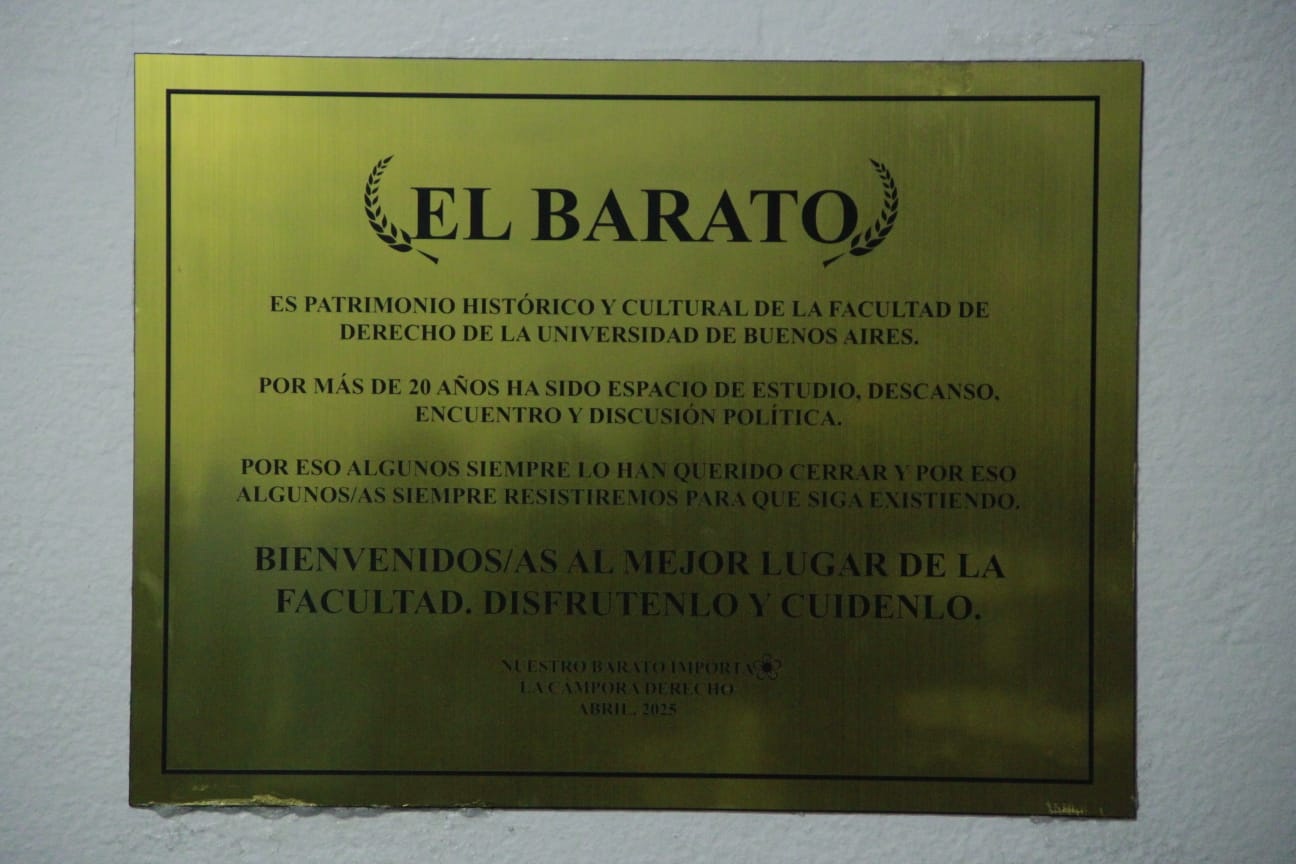 EL BARATO
ES PATRIMONIO HISTÓRICO Y CULTURAL DE LA FACULTAD DE
DERECHO DE LA UNIVERSIDAD DE BUENOS AIRES.
POR MÁS DE 20 AÑOS HA SIDO ESPACIO DE ESTUDIO, DESCANSO,
ENCUENTRO Y DISCUSIÓN POLÍTICA.
POR ESO ALGUNOS SIEMPRE LO HAN QUERIDO CERRAR Y POR ESO
ALGUNOS/AS SIEMPRE RESISTIREMOS PARA QUE SIGA EXISTIENDO.
BIENVENIDOS/AS AL MEJOR LUGAR DE LA
FACULTAD. DISFRUTENLO Y CUIDENLO.
NUESTRO BARATO IMPORTA
LA CÁMPORA DERECHO
ABRIL, 2025